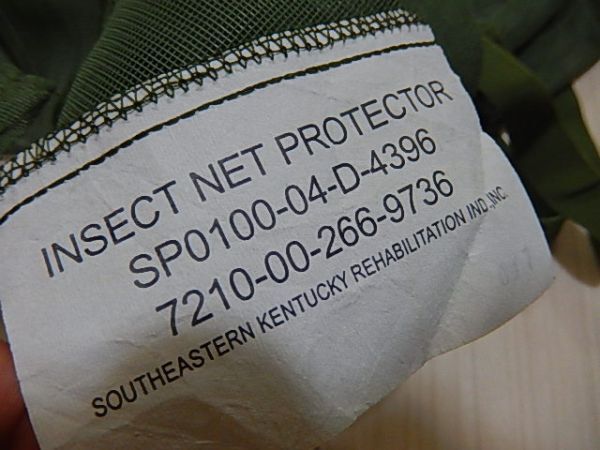 INSECT NET PROTECTOR
SP0100-04-D-4396
7210-00-266-9736
SOUTHEASTERN KENTUCKY REHABILITATION IND.,INC.